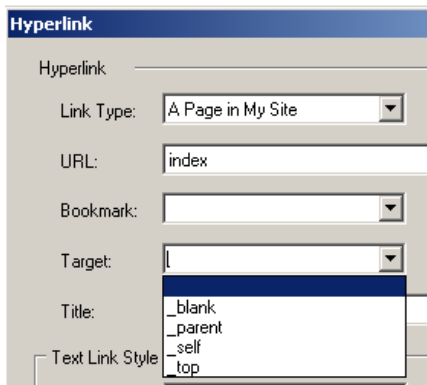 Hyperlink
Hyperlink
Link Type: A Page in My Site
URL: index
Bookmark:
Target:
_blank
_parent
Title:
_self
Text Link Style
_top